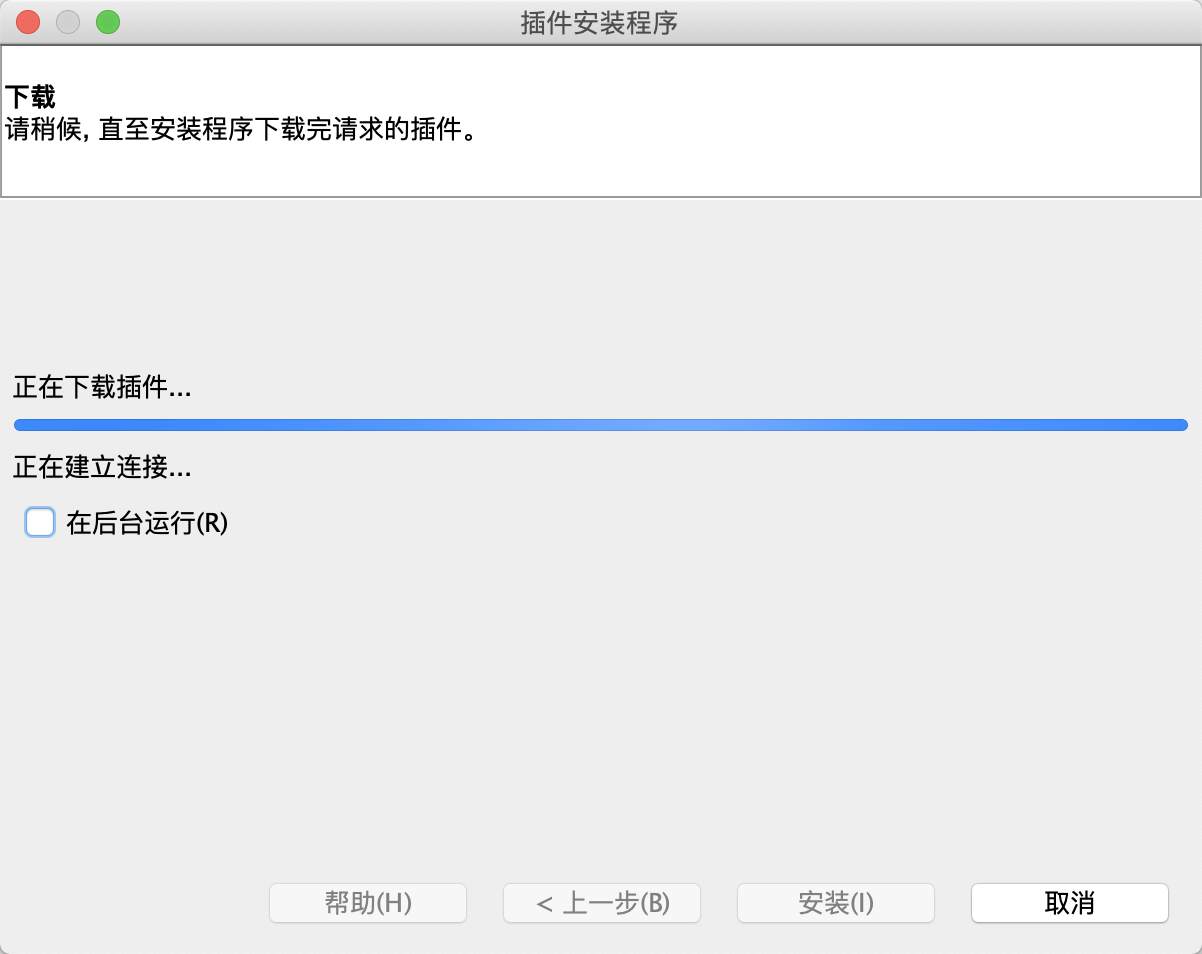 插件安装程序
下载
请稍候, 直至安装程序下载完请求的插件。
正在下载插件...
正在建立连接...
在后台运行(R)
帮助(H)
< 上一步(B)
安装(I)
取消